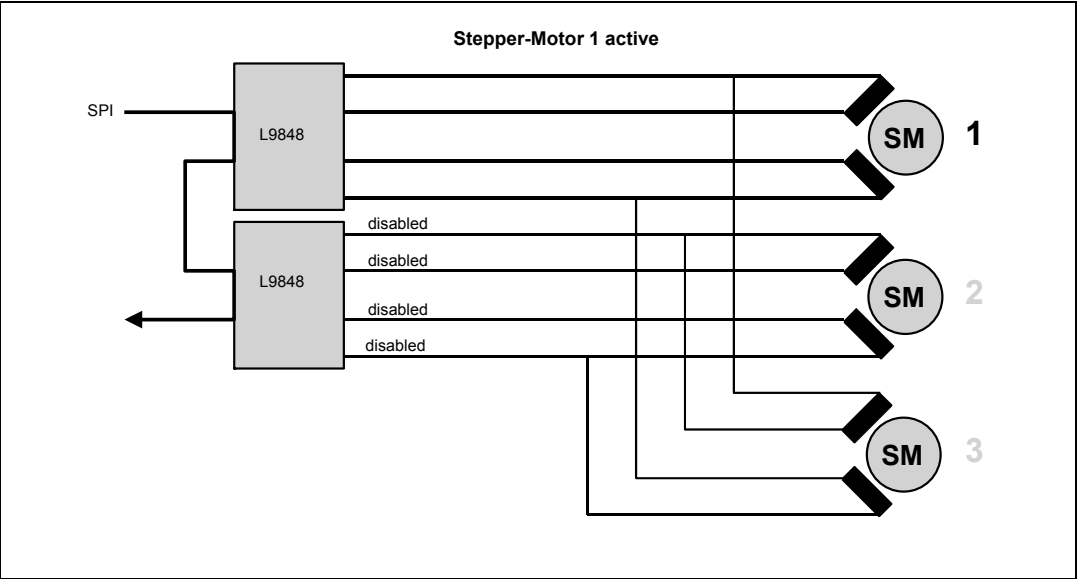 Stepper-Motor 1 active
SPI
L9848
SM 1
disabled
disabled
L9848
disabled
disabled
SM 2
SM 3